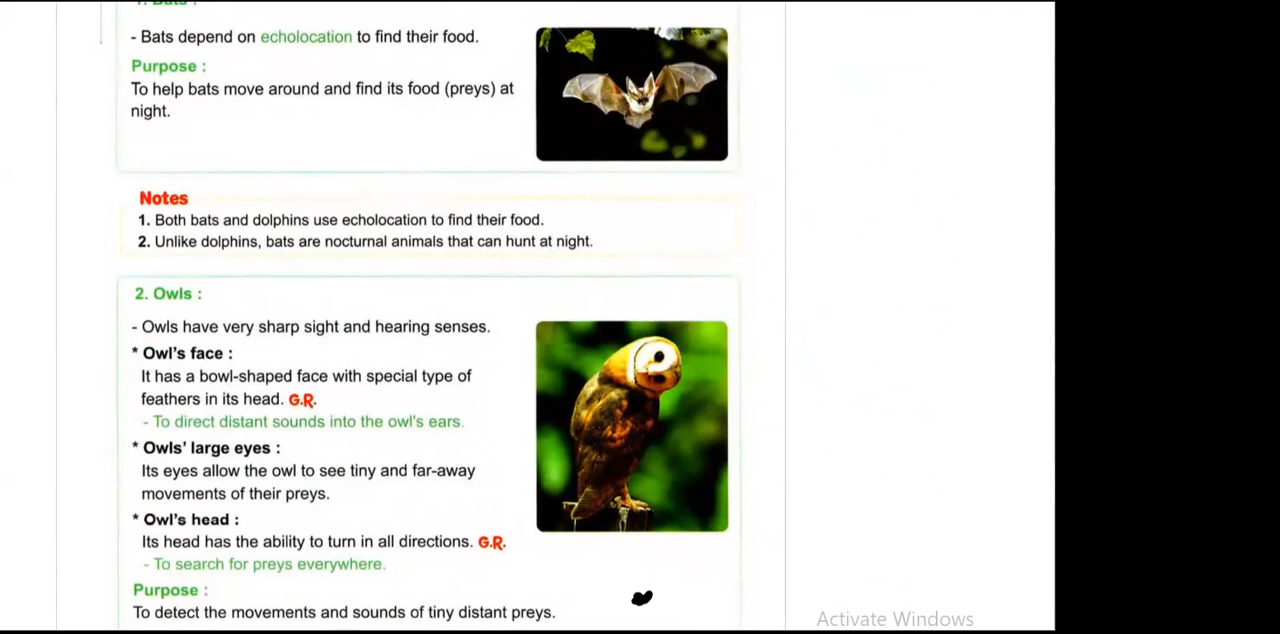 1. Bats :
- Bats depend on echolocation to find their food.
Purpose :
To help bats move around and find its food (preys) at
night.
Notes
1. Both bats and dolphins use echolocation to find their food.
2. Unlike dolphins, bats are nocturnal animals that can hunt at night.
2. Owls :
- Owls have very sharp sight and hearing senses.
* Owl's face :
It has a bowl-shaped face with special type of
feathers in its head. G.R.
- To direct distant sounds into the owl's ears.
* Owls' large eyes :
Its eyes allow the owl to see tiny and far-away
movements of their preys.
* Owl's head :
Its head has the ability to turn in all directions. G.R.
- To search for preys everywhere.
Purpose :
To detect the movements and sounds of tiny distant preys.
Activate Windows